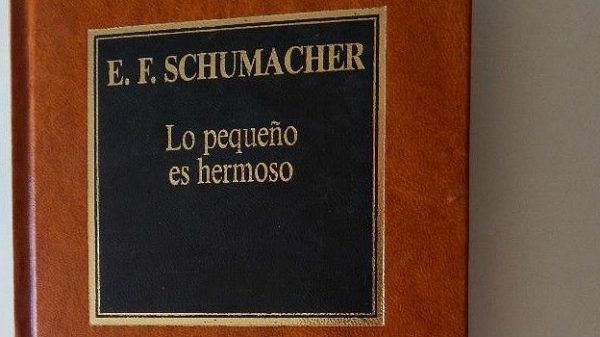 E. F. SCHUMACHER
Lo pequeño
es hermoso